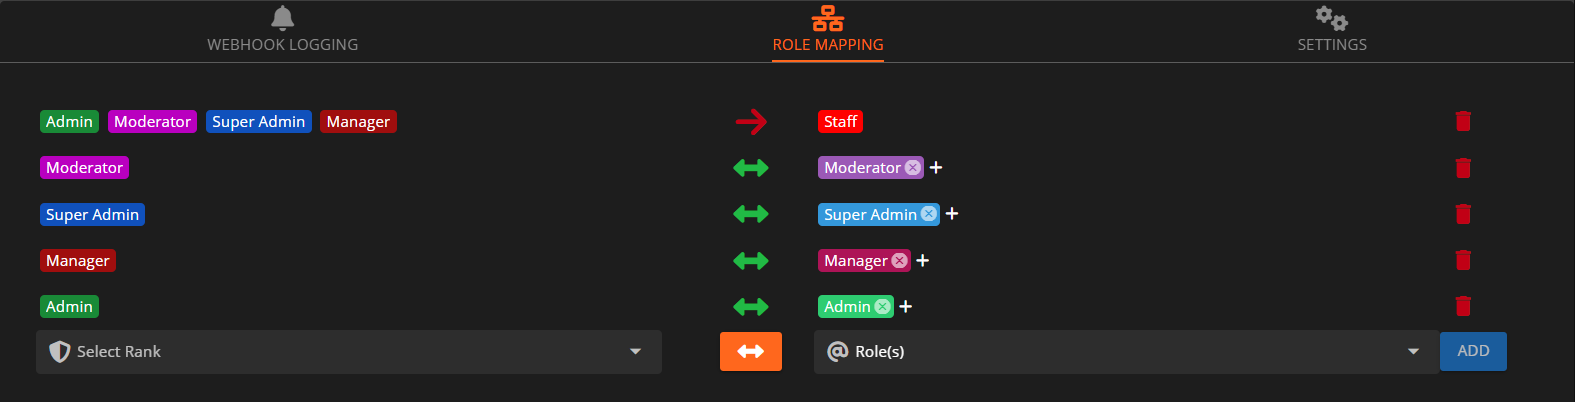 WEBHOOK LOGGING ROLE MAPPING SETTINGS
Admin Moderator Super Admin Manager Staff
Moderator Moderator
Super Admin Super Admin
Manager Manager
Admin Admin
Select Rank Role(s) ADD